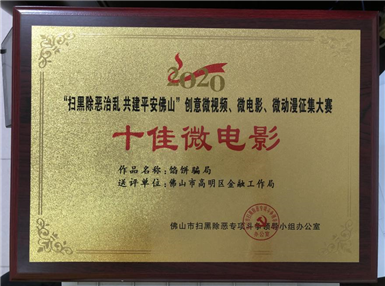 2020
“扫黑除恶治乱 共建平安佛山”创意微视频、微电影、微动漫征集大赛
十佳微电影
作品名称：馅饼骗局
送评单位：佛山市高明区金融工作局
佛山市扫黑除恶专项斗争领导小组办公室